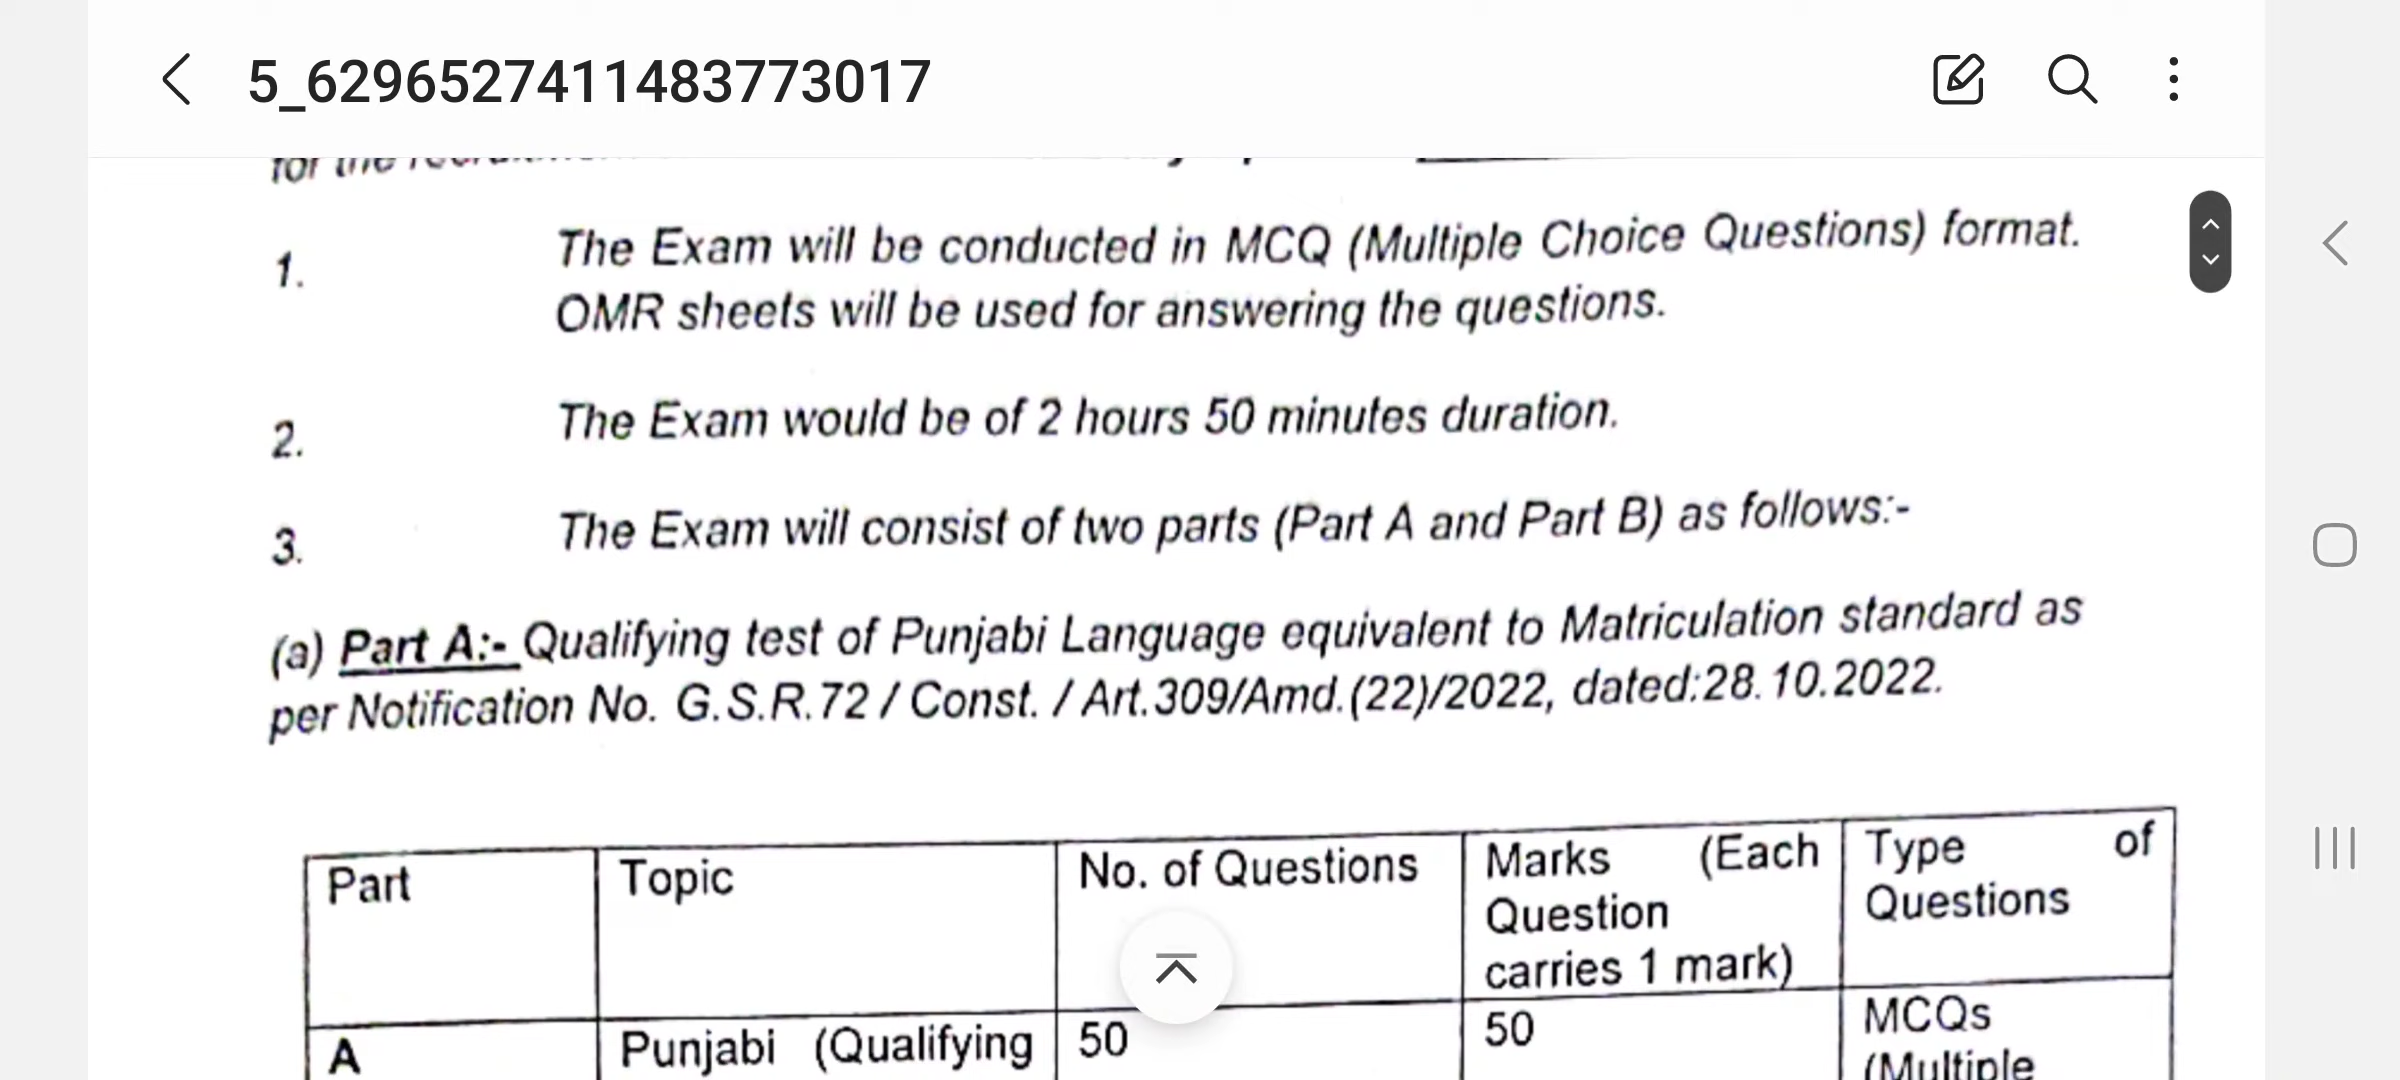 5_6296527411483773017
for the
1. The Exam will be conducted in MCQ (Multiple Choice Questions) format.
OMR sheets will be used for answering the questions.
2. The Exam would be of 2 hours 50 minutes duration.
3. The Exam will consist of two parts (Part A and Part B) as follows:-
(a) Part A:- Qualifying test of Punjabi Language equivalent to Matriculation standard as
per Notification No. G.S.R.72 / Const. / Art.309/Amd.(22)/2022, dated:28.10.2022.
Part Topic No. of Questions Marks (Each Type of
Question Questions
carries 1 mark)
A Punjabi (Qualifying 50 50 MCQs
(Multiple